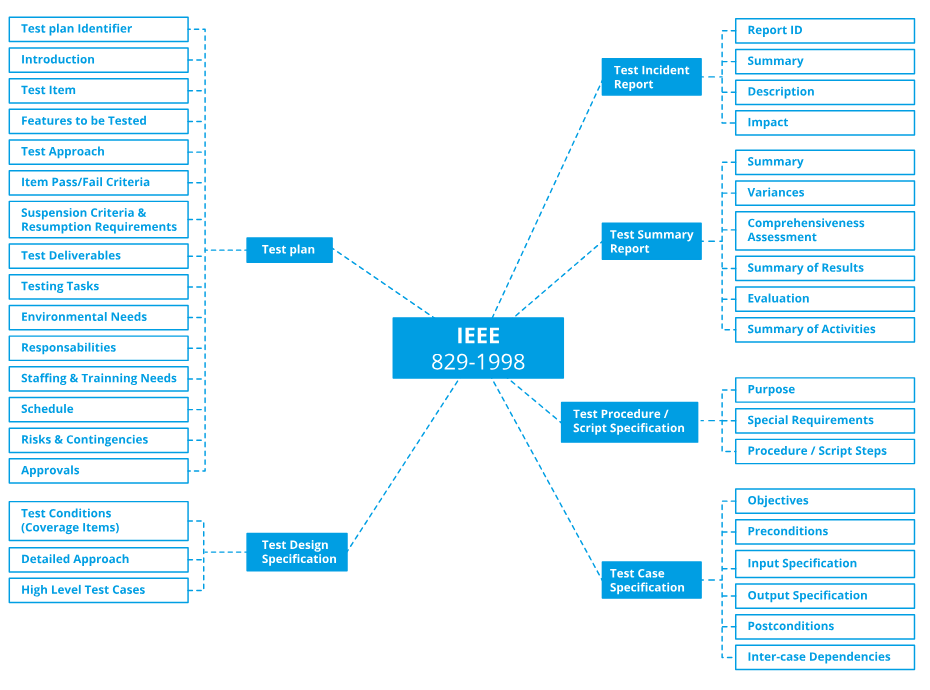 Test plan Identifier
Introduction
Test Item
Features to be Tested
Test Approach
Item Pass/Fail Criteria
Suspension Criteria &
Resumption Requirements
Test Deliverables
Testing Tasks
Environmental Needs
Responsabilities
Staffing & Trainning Needs
Schedule
Risks & Contingencies
Approvals
Test plan
Test Conditions
(Coverage Items)
Detailed Approach
High Level Test Cases
Test Design
Specification
IEEE
829-1998
Test Incident
Report
Report ID
Summary
Description
Impact
Test Summary
Report
Summary
Variances
Comprehensiveness
Assessment
Summary of Results
Evaluation
Summary of Activities
Test Procedure /
Script Specification
Purpose
Special Requirements
Procedure / Script Steps
Test Case
Specification
Objectives
Preconditions
Input Specification
Output Specification
Postconditions
Inter-case Dependencies